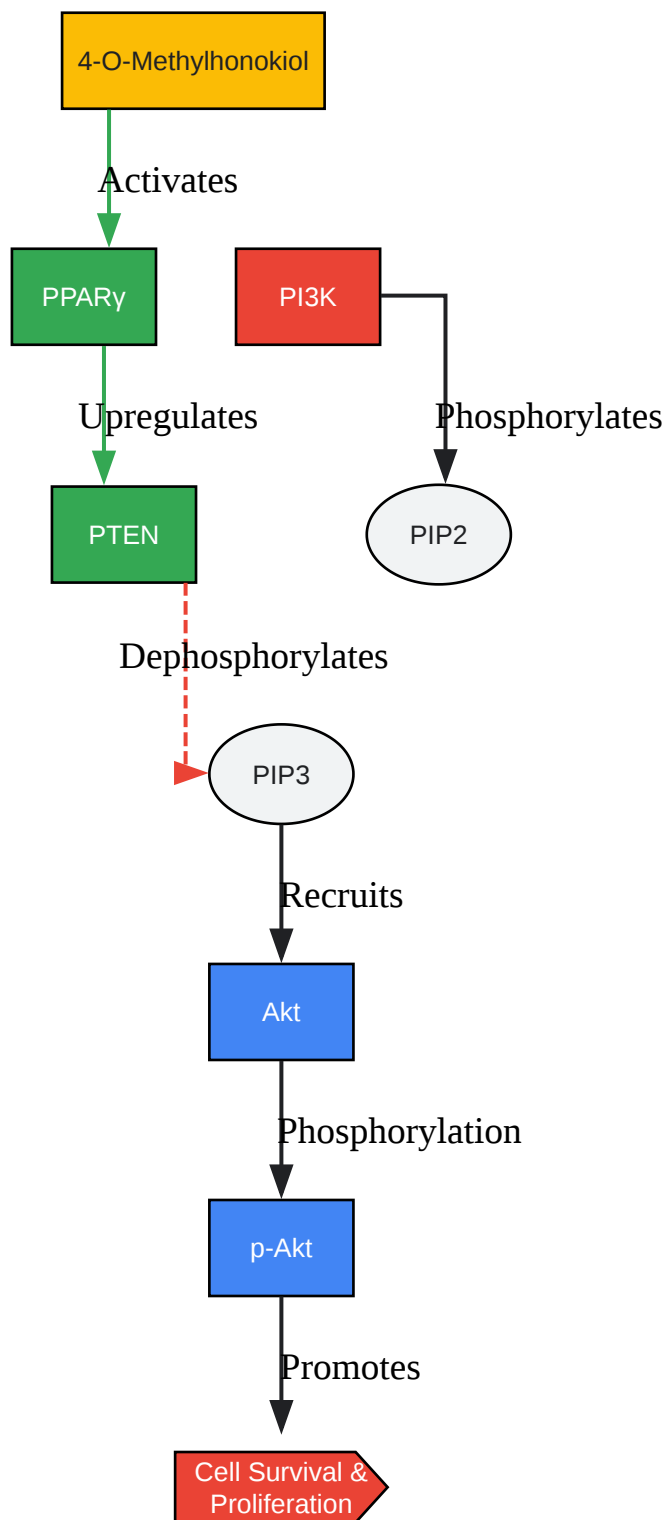 4-O-Methylhonokiol
Activates
PPARγ
PI3K
Upregulates
Phosphorylates
PTEN
PIP2
Dephosphorylates
PIP3
Recruits
Akt
Phosphorylation
p-Akt
Promotes
Cell Survival &
Proliferation